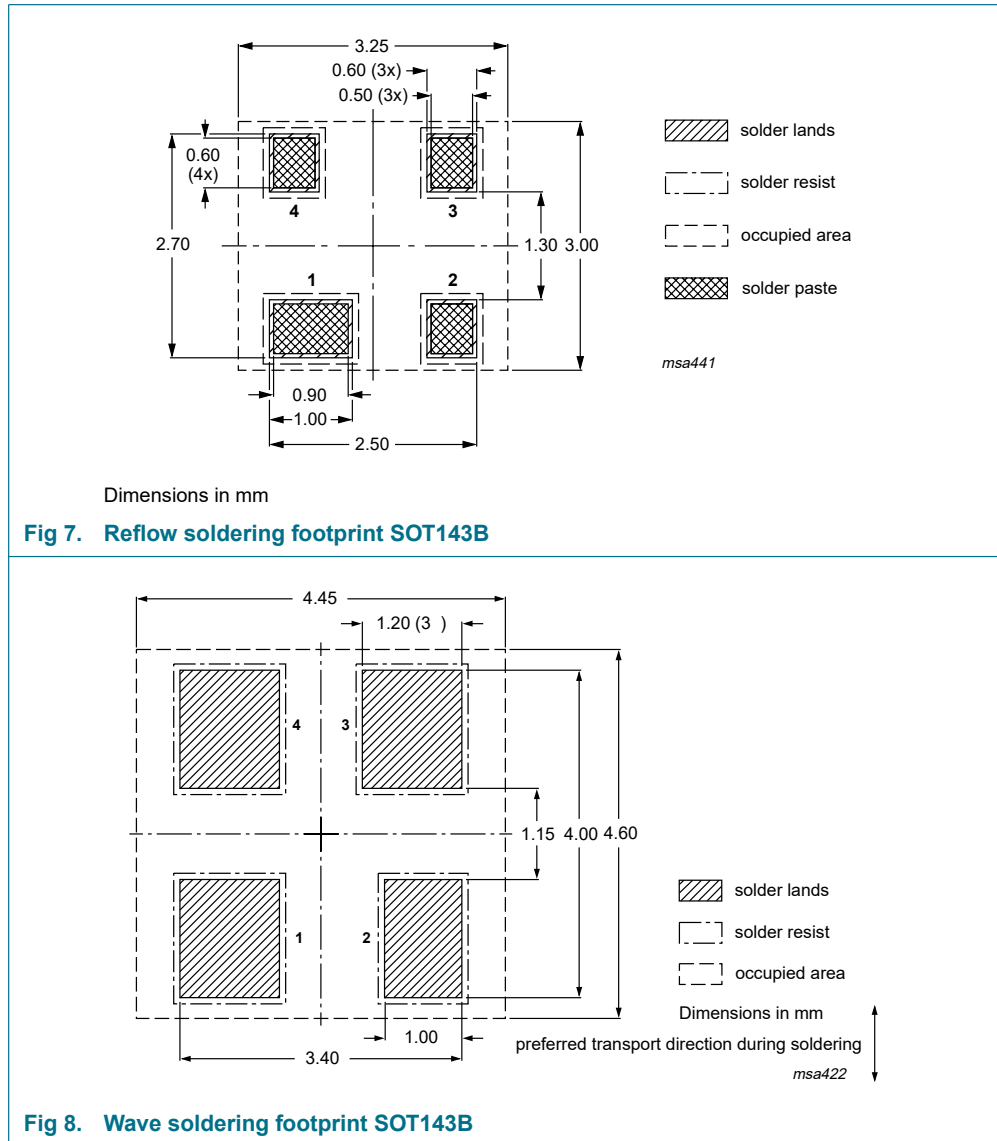 3.25
0.60 (3x)
0.50 (3x)
solder lands
0.60
(4x)
solder resist
4
3
2.70
1.30
3.00
occupied area
1
2
solder paste
msa441
0.90
1.00
2.50
Dimensions in mm
Fig 7. Reflow soldering footprint SOT143B
4.45
1.20 (3 )
4
3
1.15
4.00
4.60
solder lands
1
2
solder resist
occupied area
Dimensions in mm
1.00
preferred transport direction during soldering
3.40
msa422
Fig 8. Wave soldering footprint SOT143B